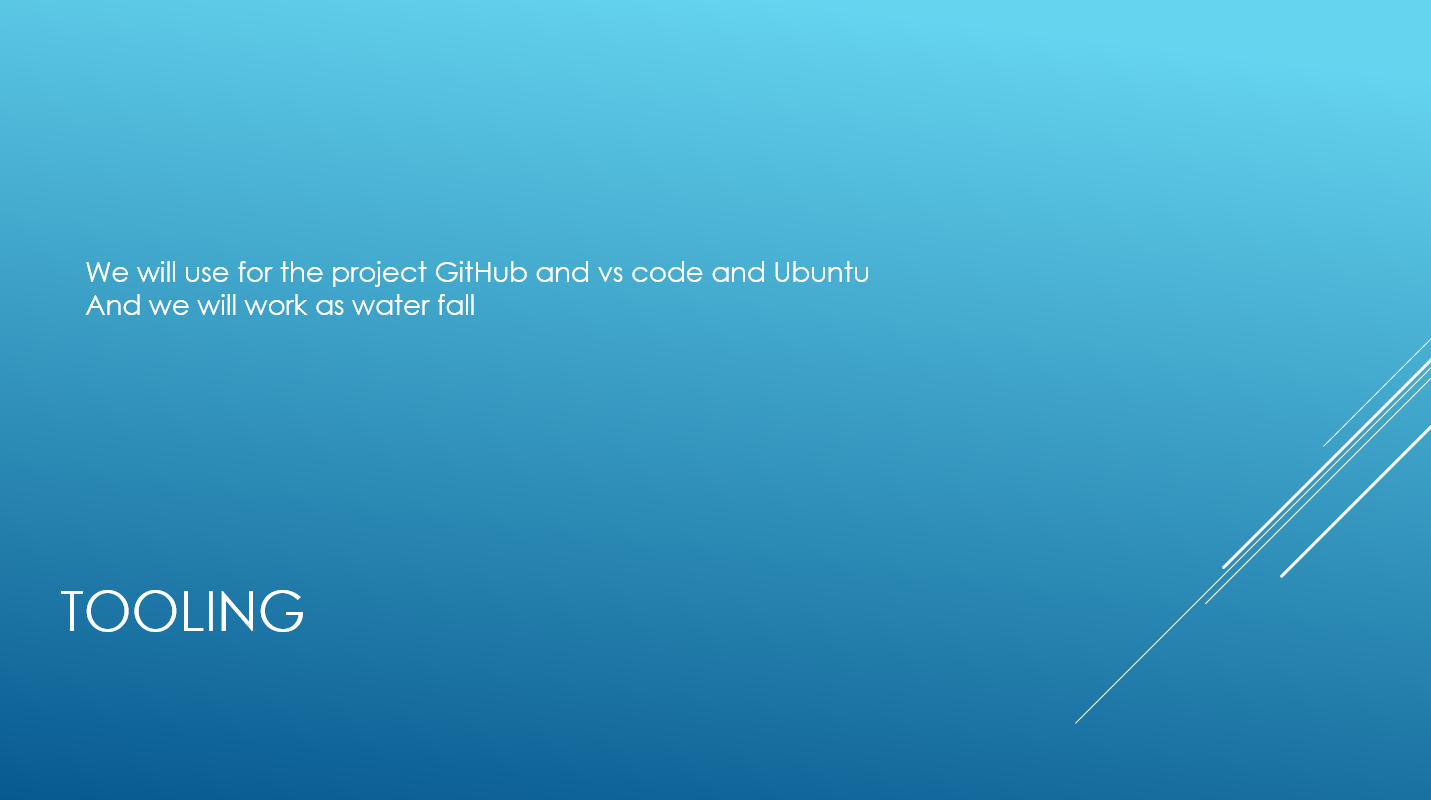 We will use for the project GitHub and vs code and Ubuntu
And we will work as water fall
TOOLING